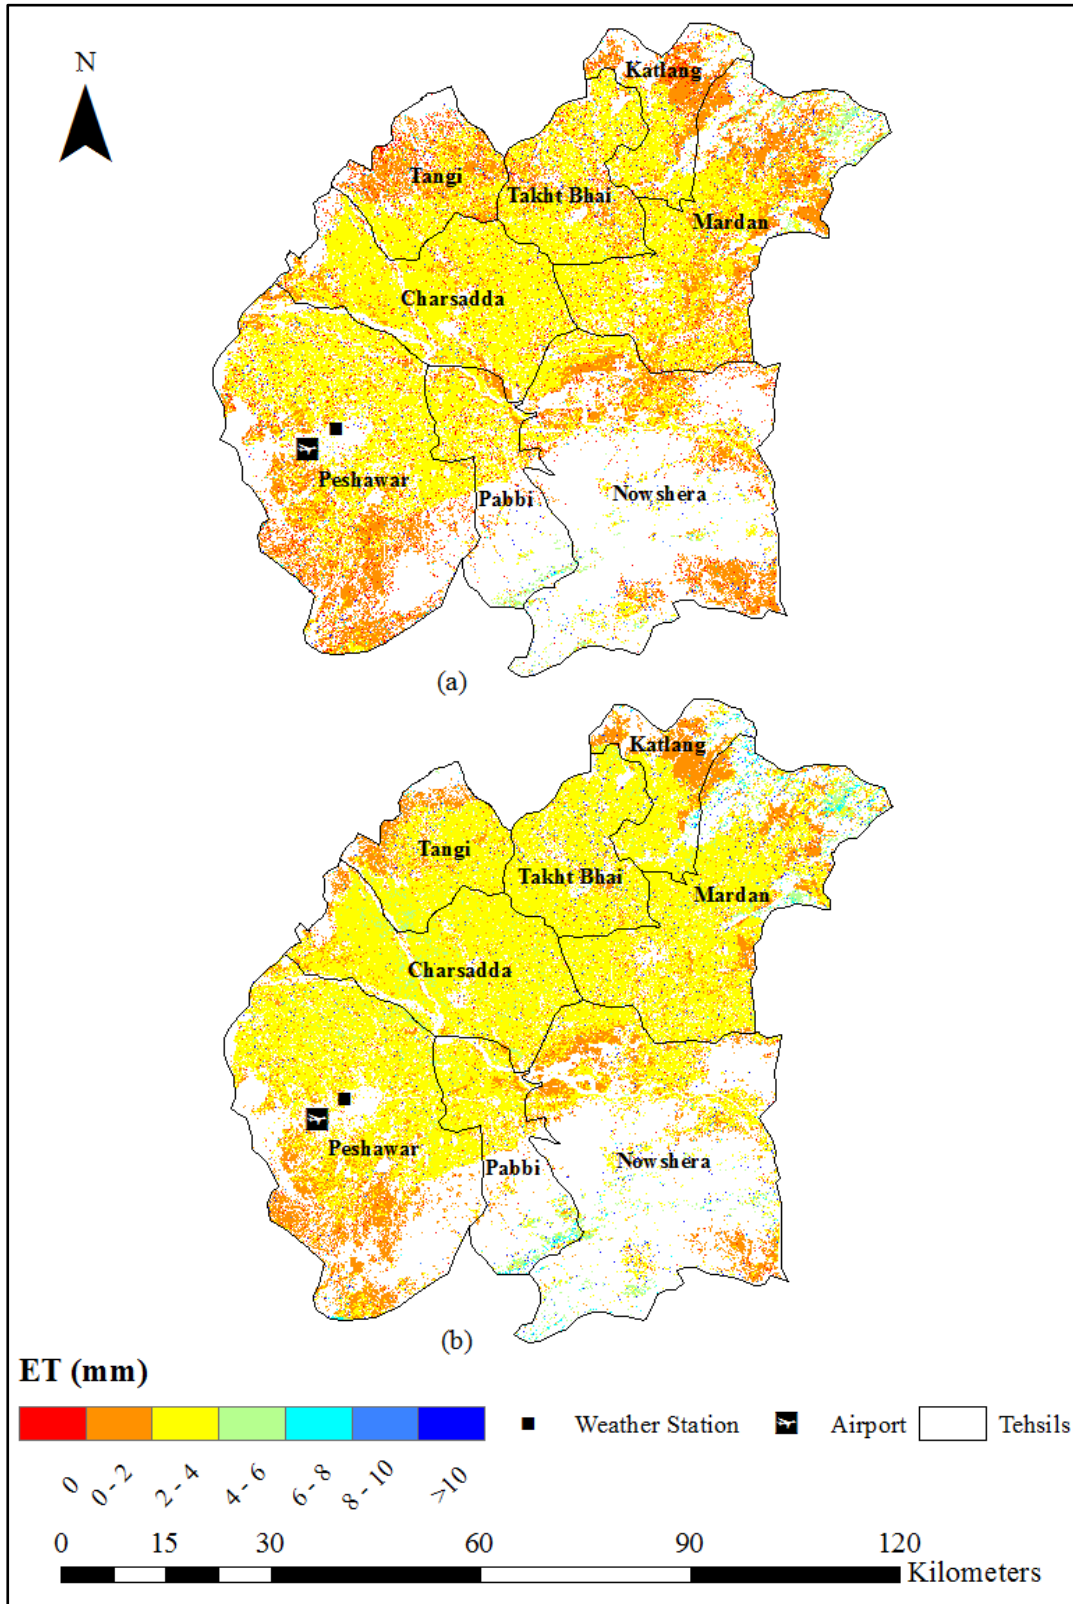 N
Katlang
Tangi
Takht Bhai
Mardan
Charsadda
Peshawar
Pabbi
Nowshera
(a)
Katlang
Tangi
Takht Bhai
Mardan
Charsadda
Peshawar
Pabbi
Nowshera
(b)
ET (mm)
Weather Station
Airport
Tehsils
0 0 - 2 2 - 4 4 - 6 6 - 8 8 - 10 >10
0 15 30 60 90 120
Kilometers